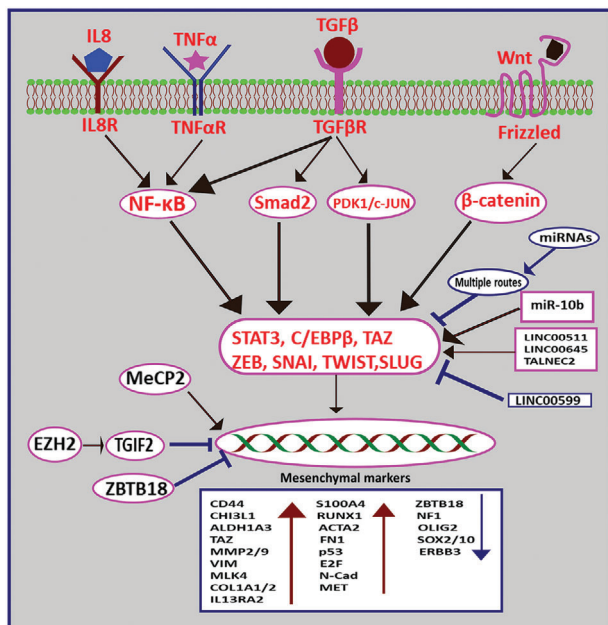 IL8
TNFα
TGFβ
Wnt
IL8R
TNFαR
TGFβR
Frizzled
NF-κB
Smad2
PDK1/c-JUN
β-catenin
miRNAs
Multiple routes
miR-10b
STAT3, C/EBPβ, TAZ
ZEB, SNAI, TWIST,SLUG
LINC00511
LINC00645
TALNEC2
LINC00599
MeCP2
EZH2
TGIF2
ZBTB18
Mesenchymal markers
CD44
CHI3L1
ALDH1A3
TAZ
MMP2/9
VIM
MLK4
COL1A1/2
IL13RA2
S100A4
RUNX1
ACTA2
FN1
p53
E2F
N-Cad
MET
ZBTB18
NF1
OLIG2
SOX2/10
ERBB3